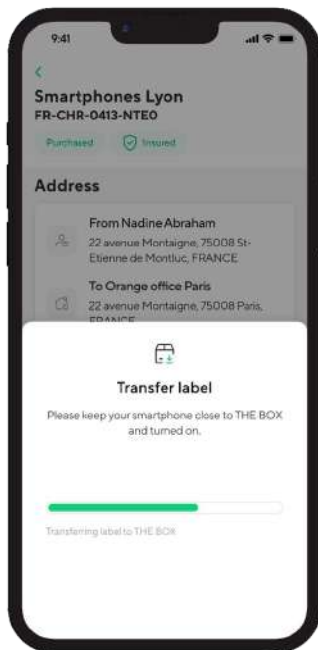 9:41
Smartphones Lyon
FR-CHR-0413-NTE0
Purchased
Insured
Address
From Nadine Abraham
22 avenue Montaigne, 75008 St-
Etienne de Montluc, FRANCE
To Orange office Paris
22 avenue Montaigne, 75008 Paris,
FRANCE
Transfer label
Please keep your smartphone close to THE BOX
and turned on.
Transferring label to THE BOX